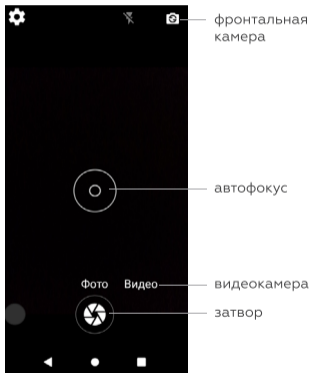 фронтальная
камера
автофокус
Фото Видео
видеокамера
затвор